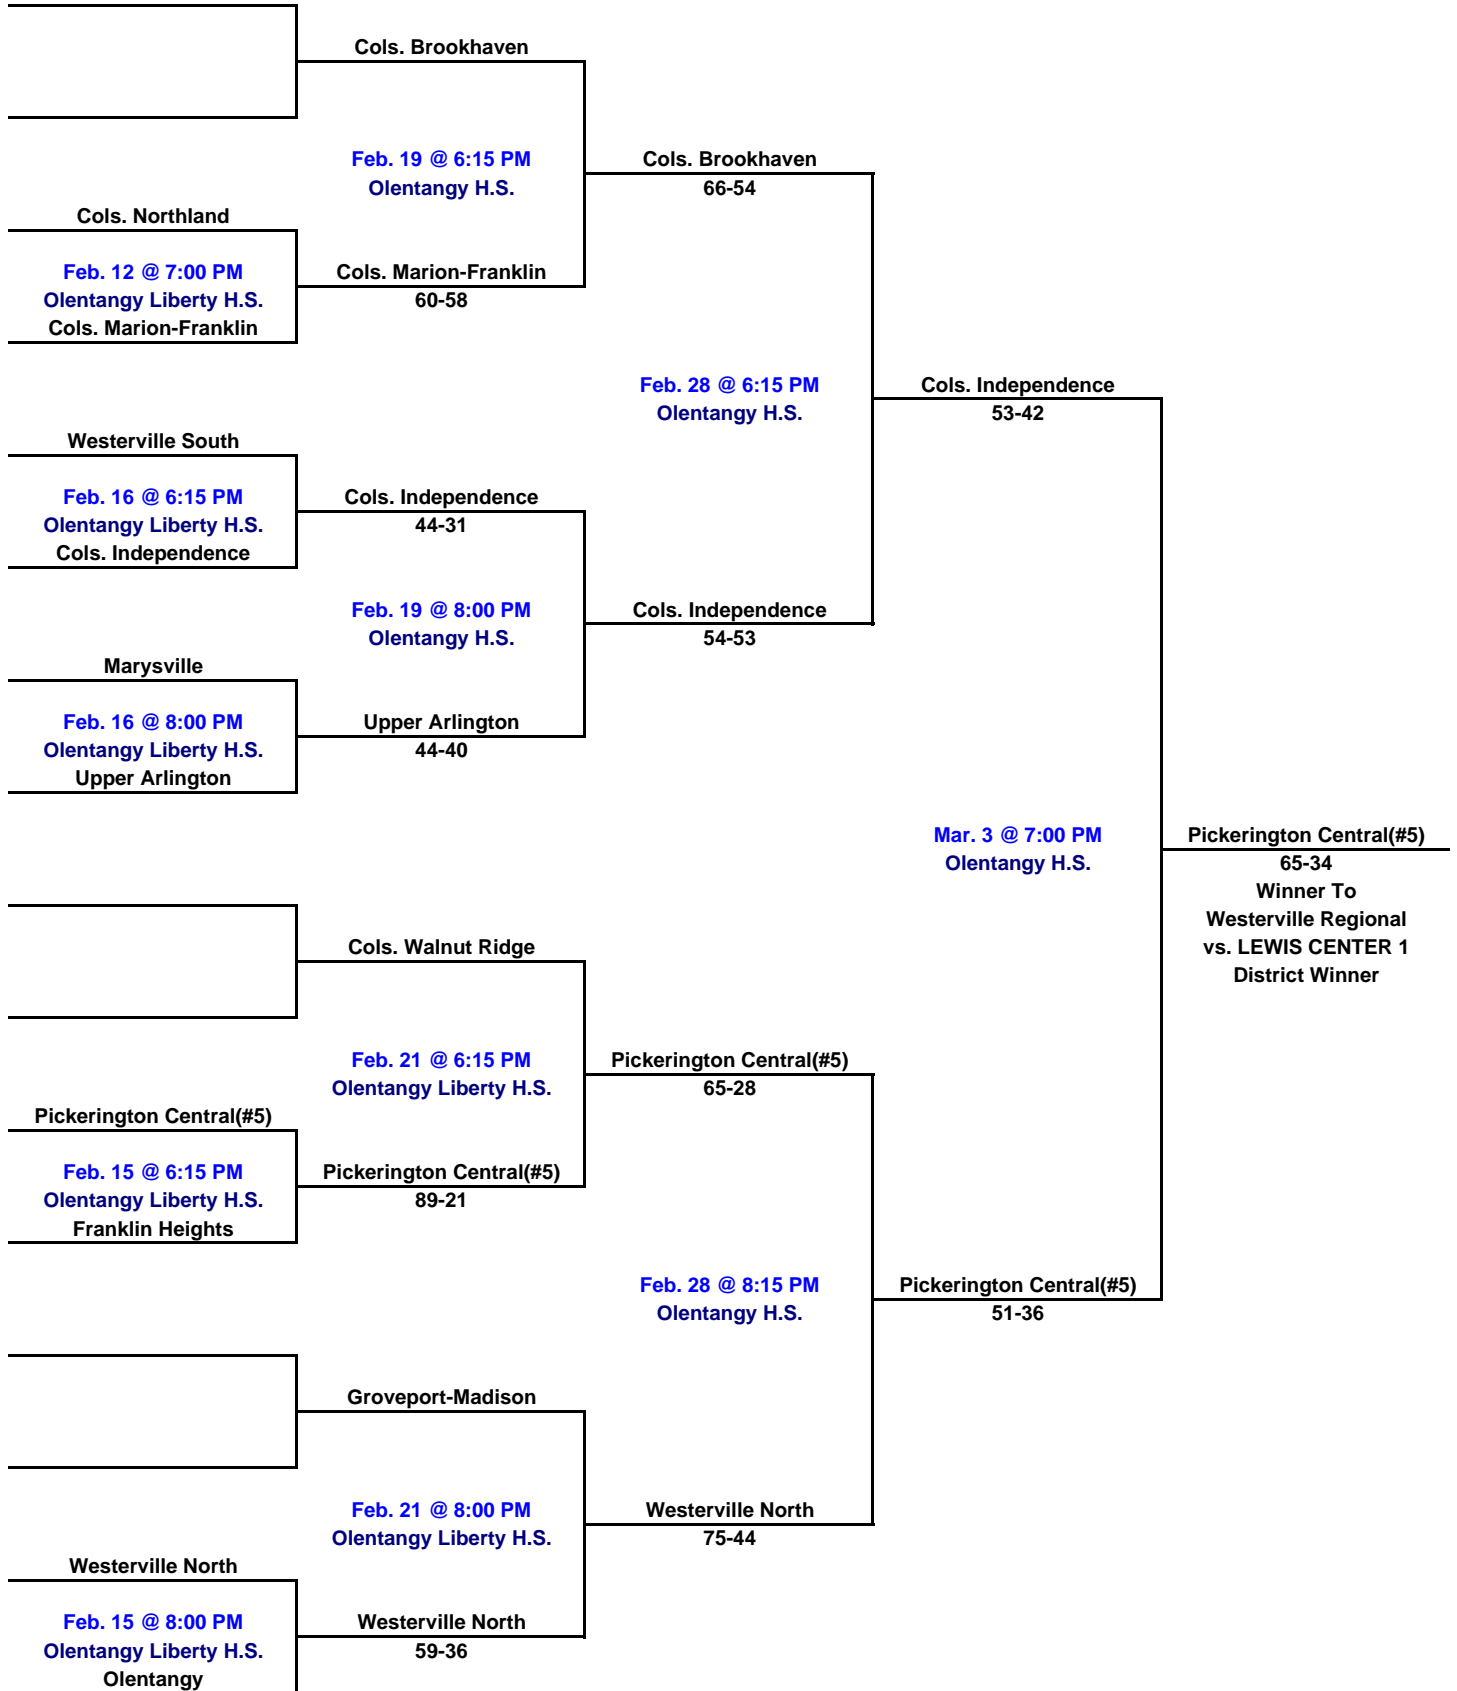 Cols. Brookhaven
Feb. 19 @ 6:15 PM
Olentangy H.S.
Cols. Brookhaven
66-54
Cols. Northland
Feb. 12 @ 7:00 PM
Olentangy Liberty H.S.
Cols. Marion-Franklin
Cols. Marion-Franklin
60-58
Feb. 28 @ 6:15 PM
Olentangy H.S.
Cols. Independence
53-42
Westerville South
Feb. 16 @ 6:15 PM
Olentangy Liberty H.S.
Cols. Independence
Cols. Independence
44-31
Feb. 19 @ 8:00 PM
Olentangy H.S.
Cols. Independence
54-53
Marysville
Feb. 16 @ 8:00 PM
Olentangy Liberty H.S.
Upper Arlington
Upper Arlington
44-40
Mar. 3 @ 7:00 PM
Olentangy H.S.
Pickerington Central(#5)
65-34
Winner To
Westerville Regional
vs. LEWIS CENTER 1
District Winner
Cols. Walnut Ridge
Feb. 21 @ 6:15 PM
Olentangy Liberty H.S.
Pickerington Central(#5)
65-28
Pickerington Central(#5)
Feb. 15 @ 6:15 PM
Olentangy Liberty H.S.
Franklin Heights
Pickerington Central(#5)
89-21
Feb. 28 @ 8:15 PM
Olentangy H.S.
Pickerington Central(#5)
51-36
Groveport-Madison
Feb. 21 @ 8:00 PM
Olentangy Liberty H.S.
Westerville North
75-44
Westerville North
Feb. 15 @ 8:00 PM
Olentangy Liberty H.S.
Olentangy
Westerville North
59-36